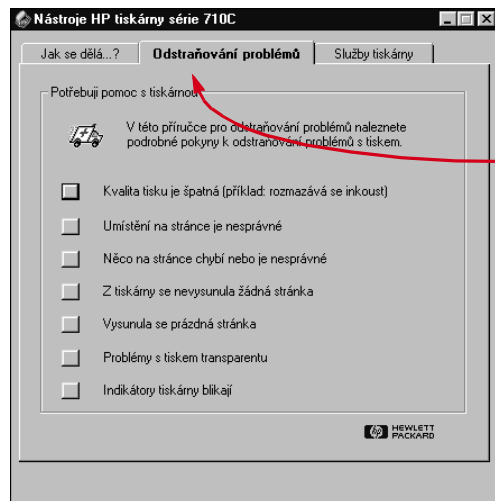 Nástroje HP tiskárny série 710C
Jak se dělá...?
Odstraňování problémů
Služby tiskárny
Potřebuji pomoc s tiskárnou
V této příručce pro odstraňování problémů naleznete
podrobné pokyny k odstraňování problémů s tiskem.
Kvalita tisku je špatná (příklad: rozmazává se inkoust)
Umístění na stránce je nesprávné
Něco na stránce chybí nebo je nesprávné
Z tiskárny se nevysunula žádná stránka
Vysunula se prázdná stránka
Problémy s tiskem transparentu
Indikátory tiskárny blikají
hp HEWLETT
PACKARD